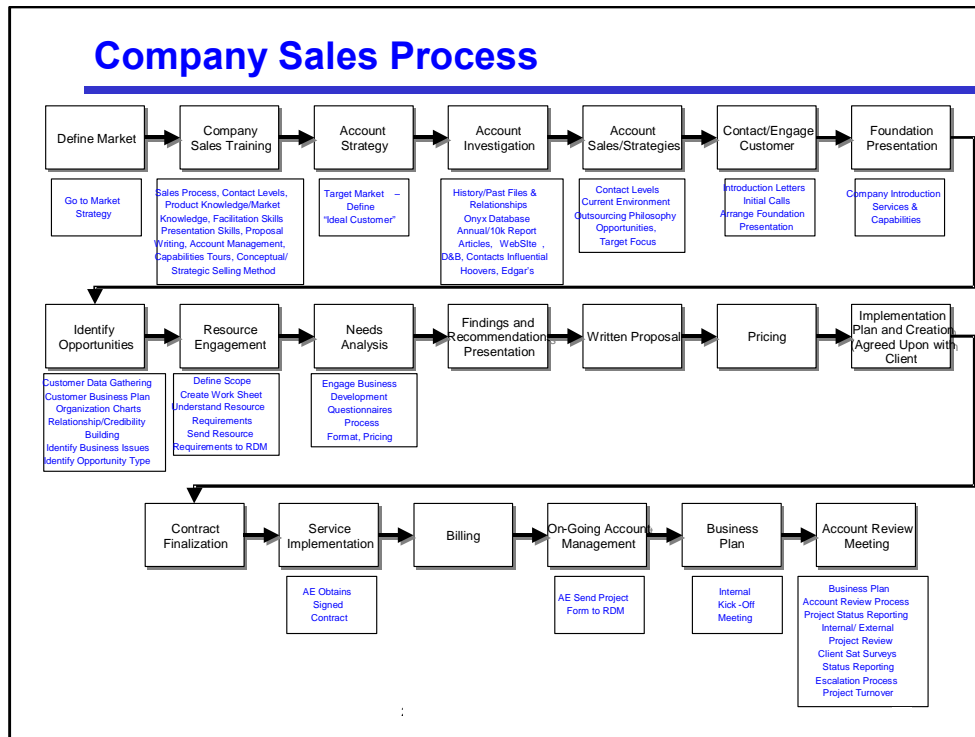 Company Sales Process
Define Market
Company
Sales Training
Account
Strategy
Account
Investigation
Account
Sales/Strategies
Contact/Engage
Customer
Foundation
Presentation
Go to Market
Strategy
Sales Process, Contact Levels,
Product Knowledge/Market
Knowledge, Facilitation Skills
Presentation Skills, Proposal
Writing, Account Management,
Capabilities Tours, Conceptual/
Strategic Selling Method
Target Market –
Define
“Ideal Customer”
History/Past Files &
Relationships
Onyx Database
Annual/10k Report
Articles, WebSIte ,
D&B, Contacts Influential
Hoovers, Edgar's
Contact Levels
Current Environment
Outsourcing Philosophy
Opportunities,
Target Focus
Introduction Letters
Initial Calls
Arrange Foundation
Presentation
Company Introduction
Services &
Capabilities
Identify
Opportunities
Resource
Engagement
Needs
Analysis
Findings and
Recommendations
Presentation
Written Proposal
Pricing
Implementation
Plan and Creation
(Agreed Upon with
Client
Customer Data Gathering
Customer Business Plan
Organization Charts
Relationship/Credibility
Building
Identify Business Issues
Identify Opportunity Type
Define Scope
Create Work Sheet
Understand Resource
Requirements
Send Resource
Requirements to RDM
Engage Business
Development
Questionnaires
Process
Format, Pricing
Contract
Finalization
Service
Implementation
Billing
On-Going Account
Management
Business
Plan
Account Review
Meeting
AE Obtains
Signed
Contract
AE Send Project
Form to RDM
Internal
Kick -Off
Meeting
Business Plan
Account Review Process
Project Status Reporting
Internal/ External
Project Review
Client Sat Surveys
Status Reporting
Escalation Process
Project Turnover